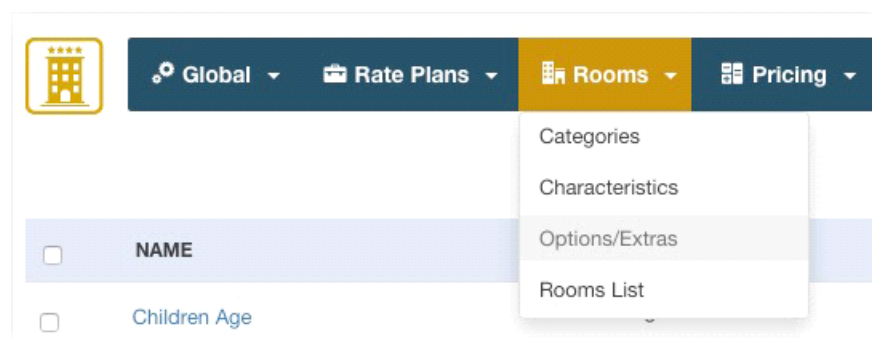 Global
Rate Plans
Rooms
Pricing
Categories
Characteristics
Options/Extras
Rooms List
NAME
Children Age